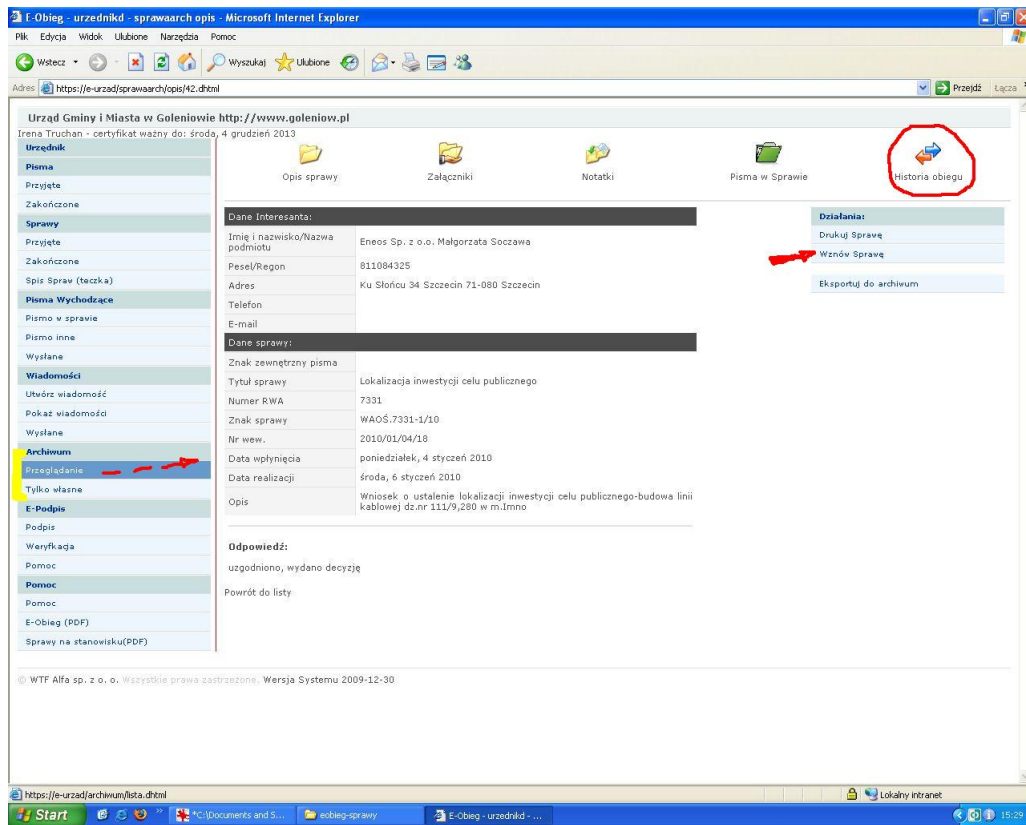 E-Obieg - urzednikd - sprawaarch opis - Microsoft Internet Explorer
Plik Edycja Widok Ulubione Narzędzia Pomoc
Wstecz Wyszukaj Ulubione
Adres https://e-urzad/sprawaarch/opis/42.dhtml Przejdź Łącza
Urząd Gminy i Miasta w Goleniowie http://www.goleniow.pl
Irena Truchan - certyfikat ważny do: środa, 4 grudzień 2013
Urzędnik
Pisma
Przyjęte
Zakończone
Sprawy
Przyjęte
Zakończone
Spis Spraw (teczka)
Pisma Wychodzące
Pismo w sprawie
Pismo inne
Wysłane
Wiadomości
Utwórz wiadomość
Pokaż wiadomości
Wysłane
Archiwum
Przeglądanie
Tylko własne
E-Podpis
Podpis
Weryfkacja
Pomoc
Pomoc
Pomoc
E-Obieg (PDF)
Sprawy na stanowisku(PDF)
Opis sprawy Załączniki Notatki Pisma w Sprawie Historia obiegu
Dane Interesanta:
Imię i nazwisko/Nazwa podmiotu Eneos Sp. z o.o. Małgorzata Soczawa
Pesel/Regon 811084325
Adres Ku Słońcu 34 Szczecin 71-080 Szczecin
Telefon
E-mail
Dane sprawy:
Znak zewnętrzny pisma
Tytuł sprawy Lokalizacja inwestycji celu publicznego
Numer RWA 7331
Znak sprawy WAOŚ.7331-1/10
Nr wew. 2010/01/04/18
Data wpłynięcia poniedziałek, 4 styczeń 2010
Data realizacji środa, 6 styczeń 2010
Opis Wniosek o ustalenie lokalizacji inwestycji celu publicznego-budowa linii
kablowej dz.nr 111/9,280 w m.Imno
Odpowiedź:
uzgodniono, wydano decyzję
Powrót do listy
Działania:
Drukuj Sprawę
Wznów Sprawę
Eksportuj do archiwum
© WTF Alfa sp. z o. o. Wszystkie prawa zastrzeżone. Wersja Systemu 2009-12-30
https://e-urzad/archiwum/lista.dhtml Lokalny intranet
Start *C:\Documents and S... eobieg-sprawy E-Obieg - urzednikd - ... 15:29